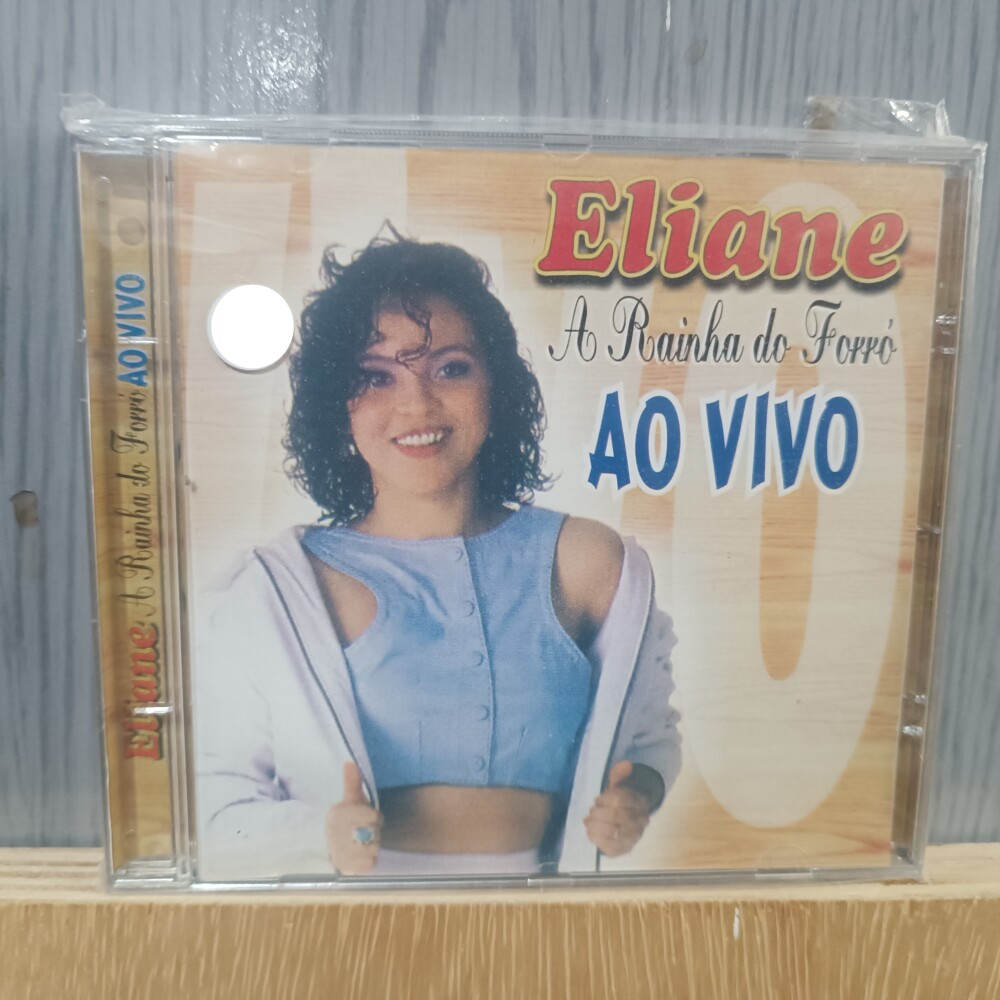 Eliane
A Rainha do Forró
AO VIVO
Eliane A Rainha do Forró AO VIVO